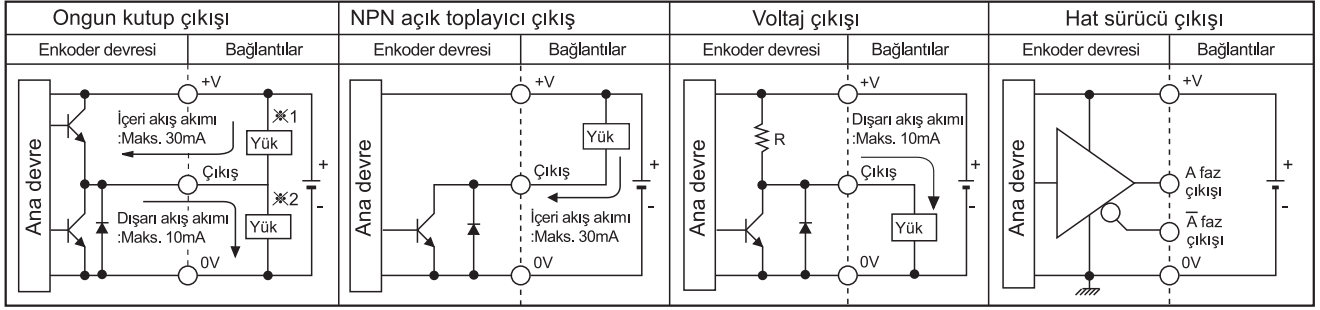 Ongun kutup çıkışı
Enkoder devresi
Bağlantılar
Ana devre
+V
İçeri akış akımı
:Maks. 30mA
※1
Yük
Çıkış
※2
Dışarı akış akımı
:Maks. 10mA
Yük
+
-
0V
NPN açık toplayıcı çıkış
Enkoder devresi
Bağlantılar
Ana devre
+V
Yük
Çıkış
İçeri akış akımı
:Maks. 30mA
+
-
0V
Voltaj çıkışı
Enkoder devresi
Bağlantılar
Ana devre
+V
R
Dışarı akış akımı
:Maks. 10mA
Çıkış
Yük
+
-
0V
Hat sürücü çıkışı
Enkoder devresi
Bağlantılar
Ana devre
+V
A faz
çıkışı
A̅ faz
çıkışı
+
-
0V